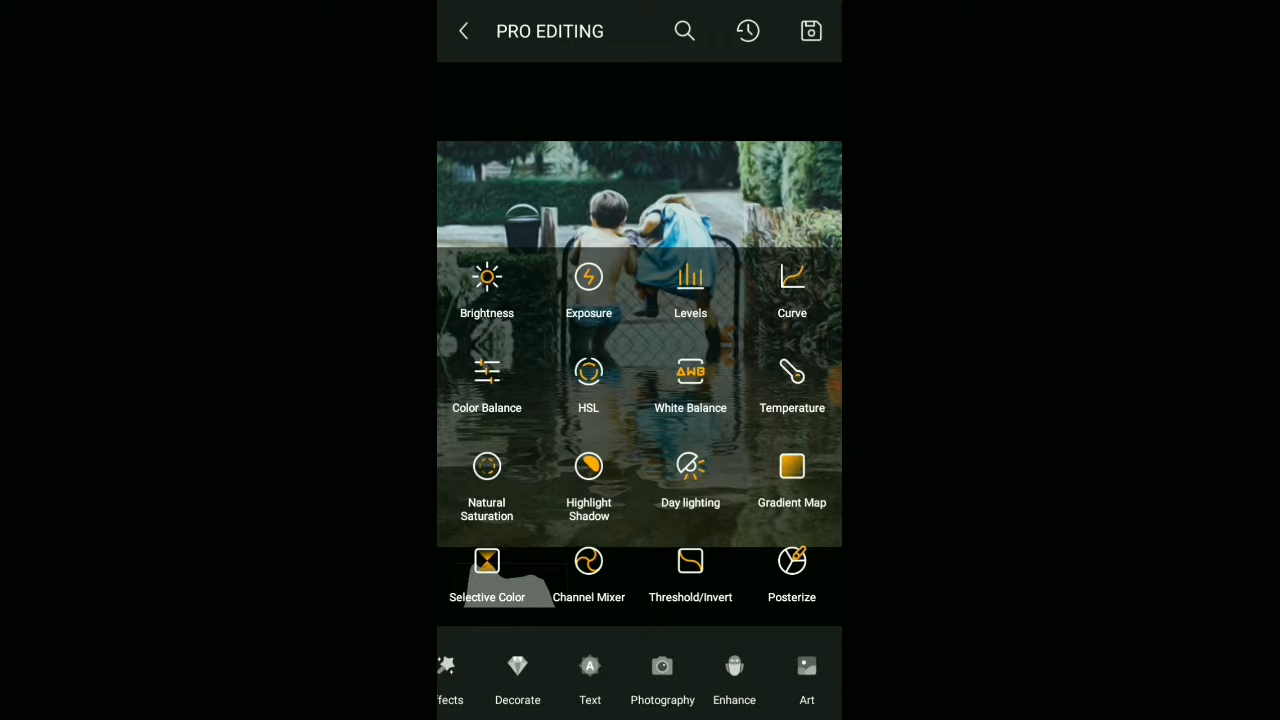 PRO EDITING
Brightness
Exposure
Levels
Curve
Color Balance
HSL
AWB
White Balance
Temperature
Natural
Saturation
Highlight
Shadow
Day lighting
Gradient Map
Selective Color
Channel Mixer
Threshold/Invert
Posterize
ffects
Decorate
A
Text
Photography
Enhance
Art